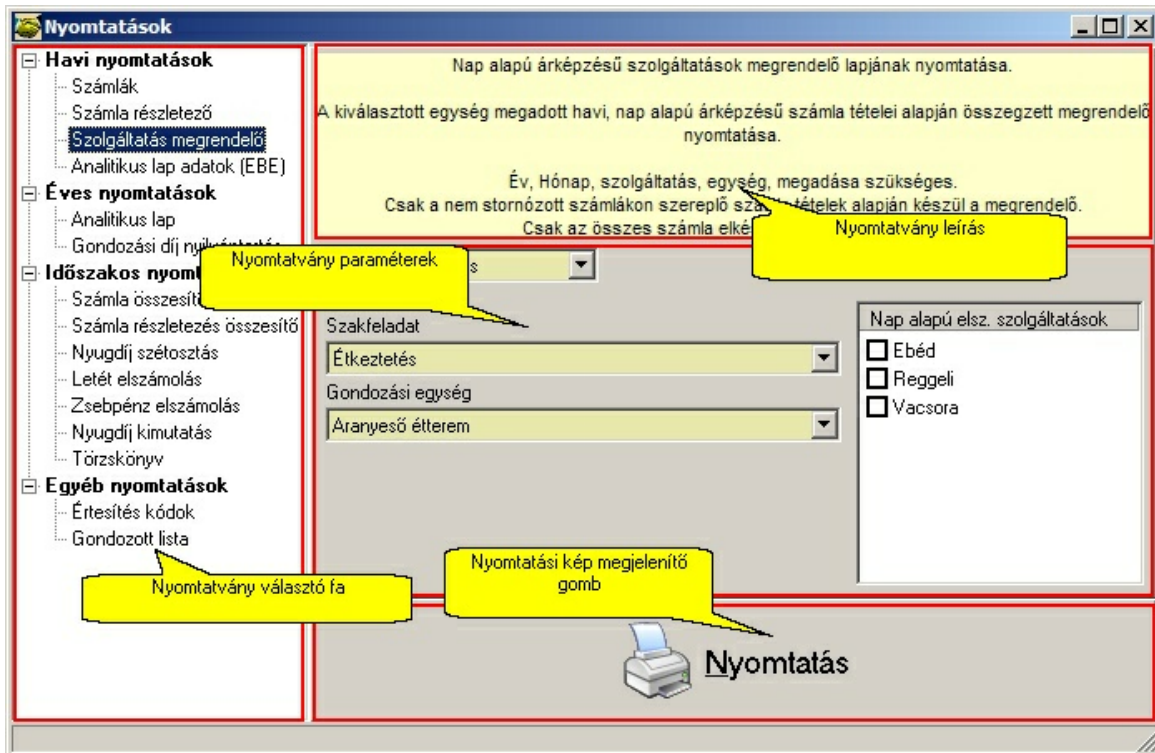 Nyomtatások
Havi nyomtatások
Számlák
Számla részletező
Szolgáltatás megrendelő
Analitikus lap adatok (EBE)
Éves nyomtatások
Analitikus lap
Gondozási díj
Időszakos
Számla
Számla részletezés összesítő
Nyugdíj szétosztás
Letét elszámolás
Zsebpénz elszámolás
Nyugdíj kimutatás
Törzskönyv
Egyéb nyomtatások
Értesítés kódok
Gondozott lista
Nyomtatvány választó fa
Nap alapú árképzésű szolgáltatások megrendelő lapjának nyomtatása.
A kiválasztott egység megadott havi, nap alapú árképzésű számla tételei alapján összegzett megrendelő
nyomtatása.
Év, Hónap, szolgáltatás, egység, megadása szükséges.
Csak a nem stornózott számlákon szereplő tételek alapján készül a megrendelő.
Csak az összes számla
Nyomtatvány leírás
Nyomtatvány paraméterek
s
Szakfeladat
Étkeztetés
Gondozási egység
Aranyeső étterem
Nap alapú elsz. szolgáltatások
Ebéd
Reggeli
Vacsora
Nyomtatási kép megjelenítő
gomb
Nyomtatás